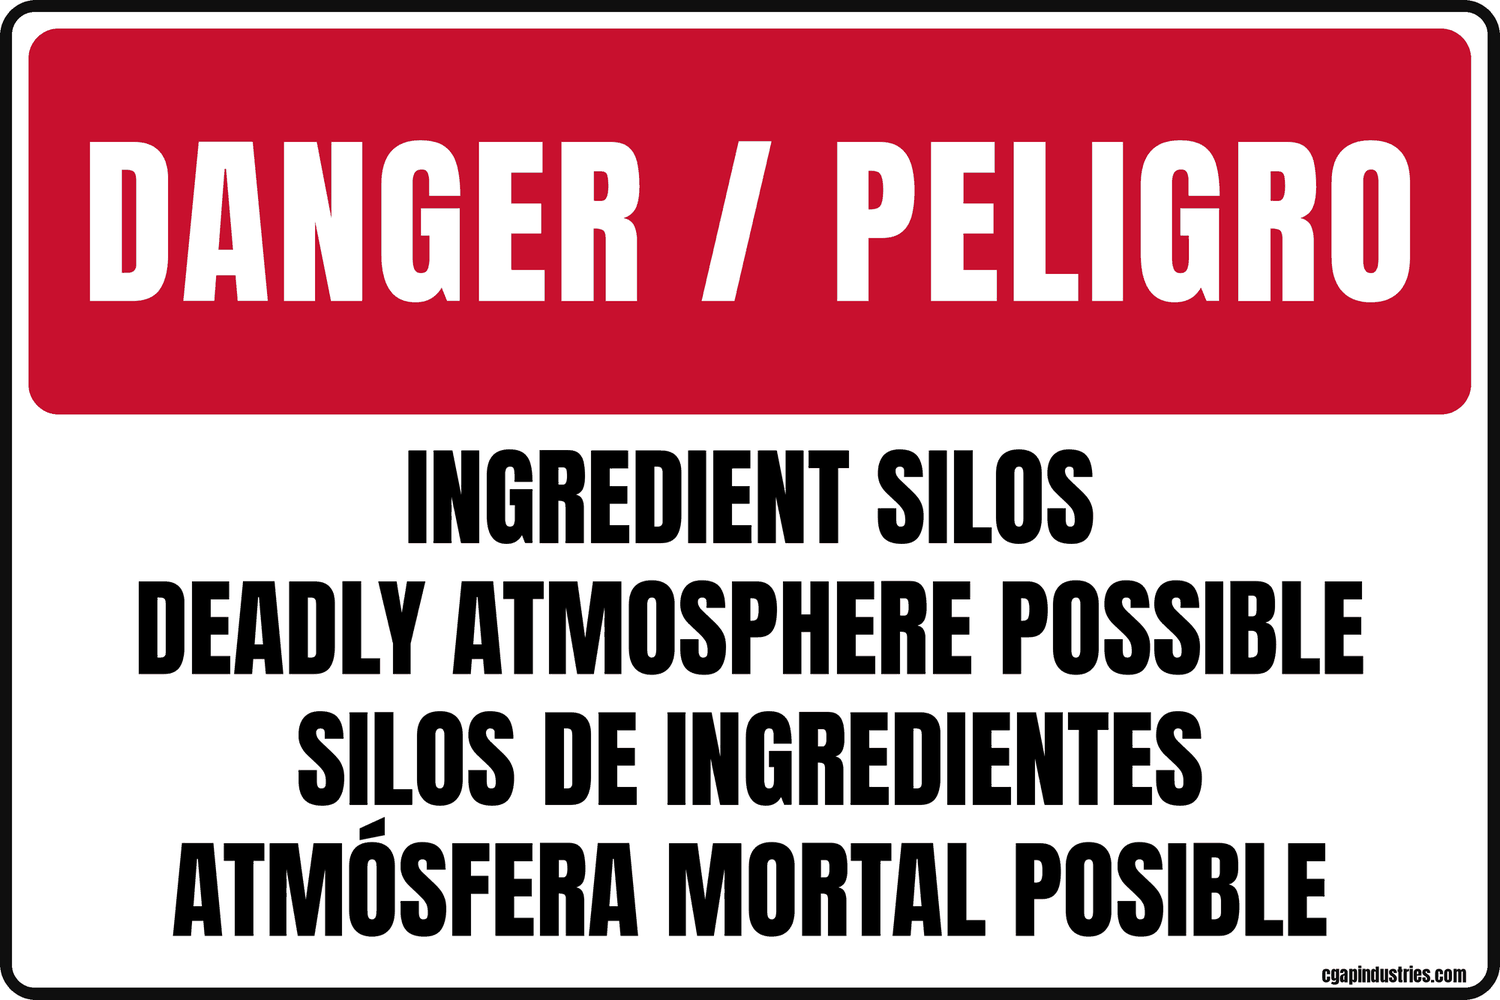 DANGER / PELIGRO
INGREDIENT SILOS
DEADLY ATMOSPHERE POSSIBLE
SILOS DE INGREDIENTES
ATMÓSFERA MORTAL POSIBLE
cgapindustries.com